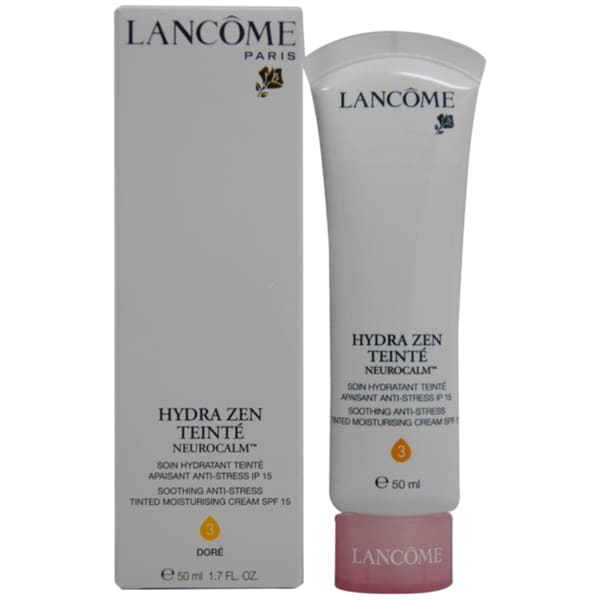 LANCÔME
PARIS
HYDRA ZEN
TEINTÉ
NEUROCALM™
SOIN HYDRATANT TEINTÉ
APAISANT ANTI-STRESS IP 15
SOOTHING ANTI-STRESS
TINTED MOISTURISING CREAM SPF 15
3
DORÉ
℮ 50 ml 1.7 FL. OZ.
LANCÔME
HYDRA ZEN
TEINTÉ
NEUROCALM™
SOIN HYDRATANT TEINTÉ
APAISANT ANTI-STRESS IP 15
SOOTHING ANTI-STRESS
TINTED MOISTURISING CREAM SPF 1
3
℮ 50 ml
LANCÔME